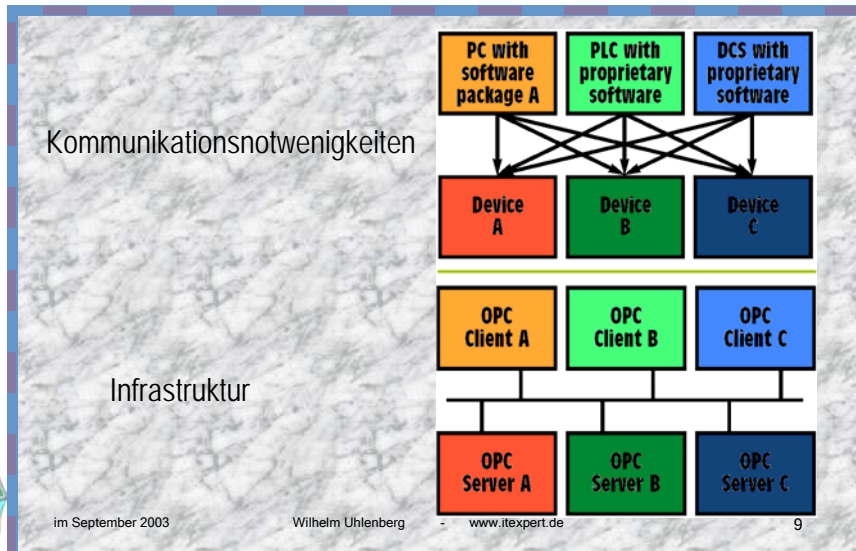 PC with
software
package A
PLC with
proprietary
software
DCS with
proprietary
software
Kommunikationsnotwenigkeiten
Device
A
Device
B
Device
C
OPC
Client A
OPC
Client B
OPC
Client C
Infrastruktur
OPC
Server A
OPC
Server B
OPC
Server C
im September 2003 Wilhelm Uhlenberg - www.itexpert.de 9